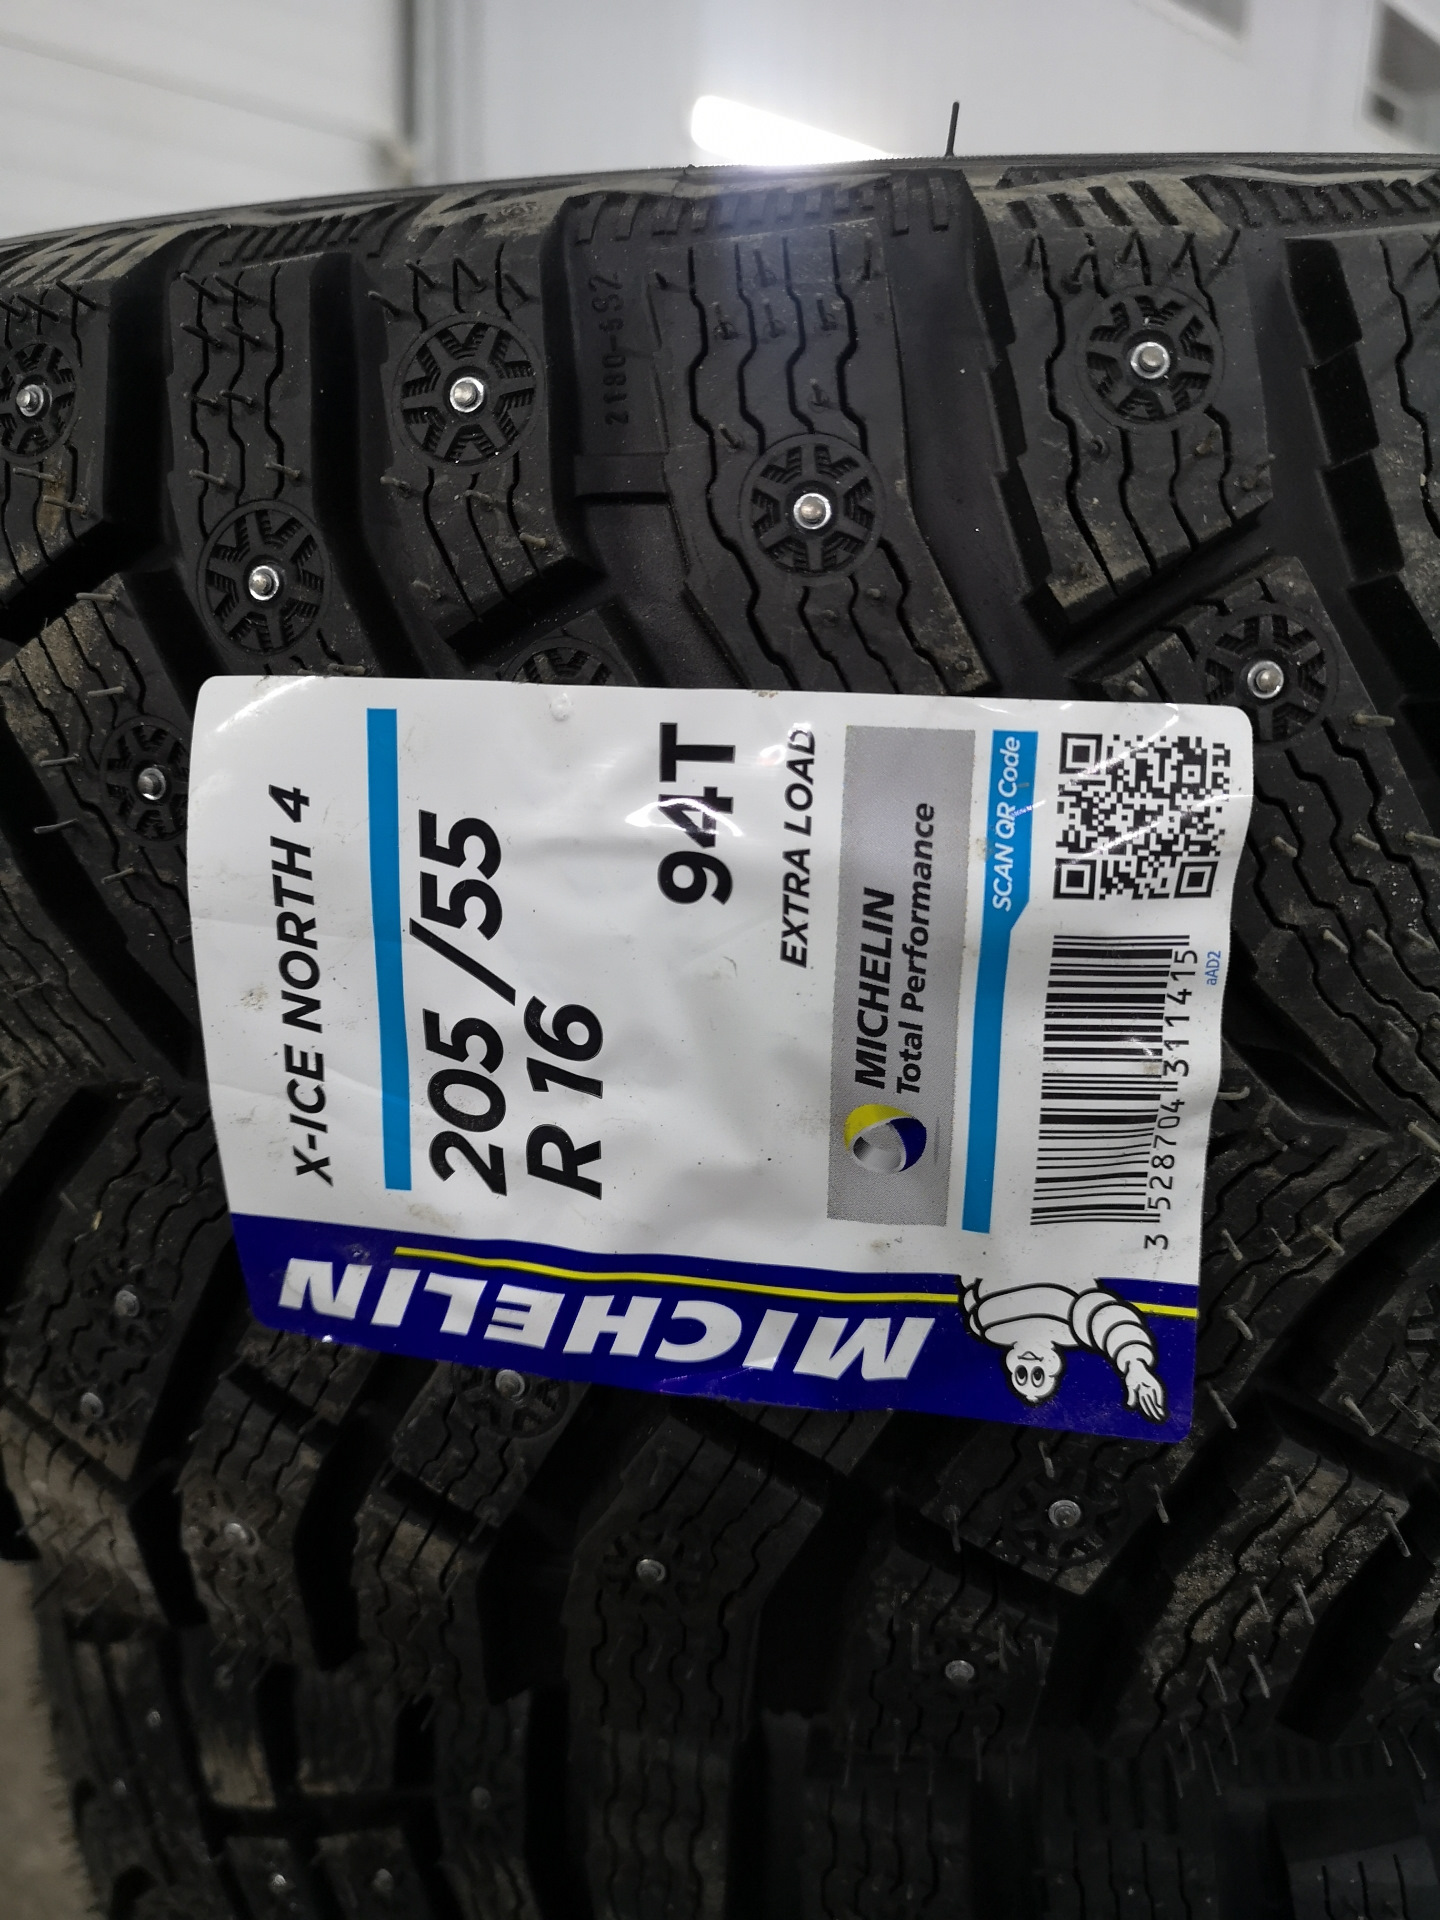 MICHELIN
X-ICE NORTH 4
205/55
R 16
94T
EXTRA LOAD
MICHELIN
Total Performance
SCAN QR Code
3 528704 311415
aAD2